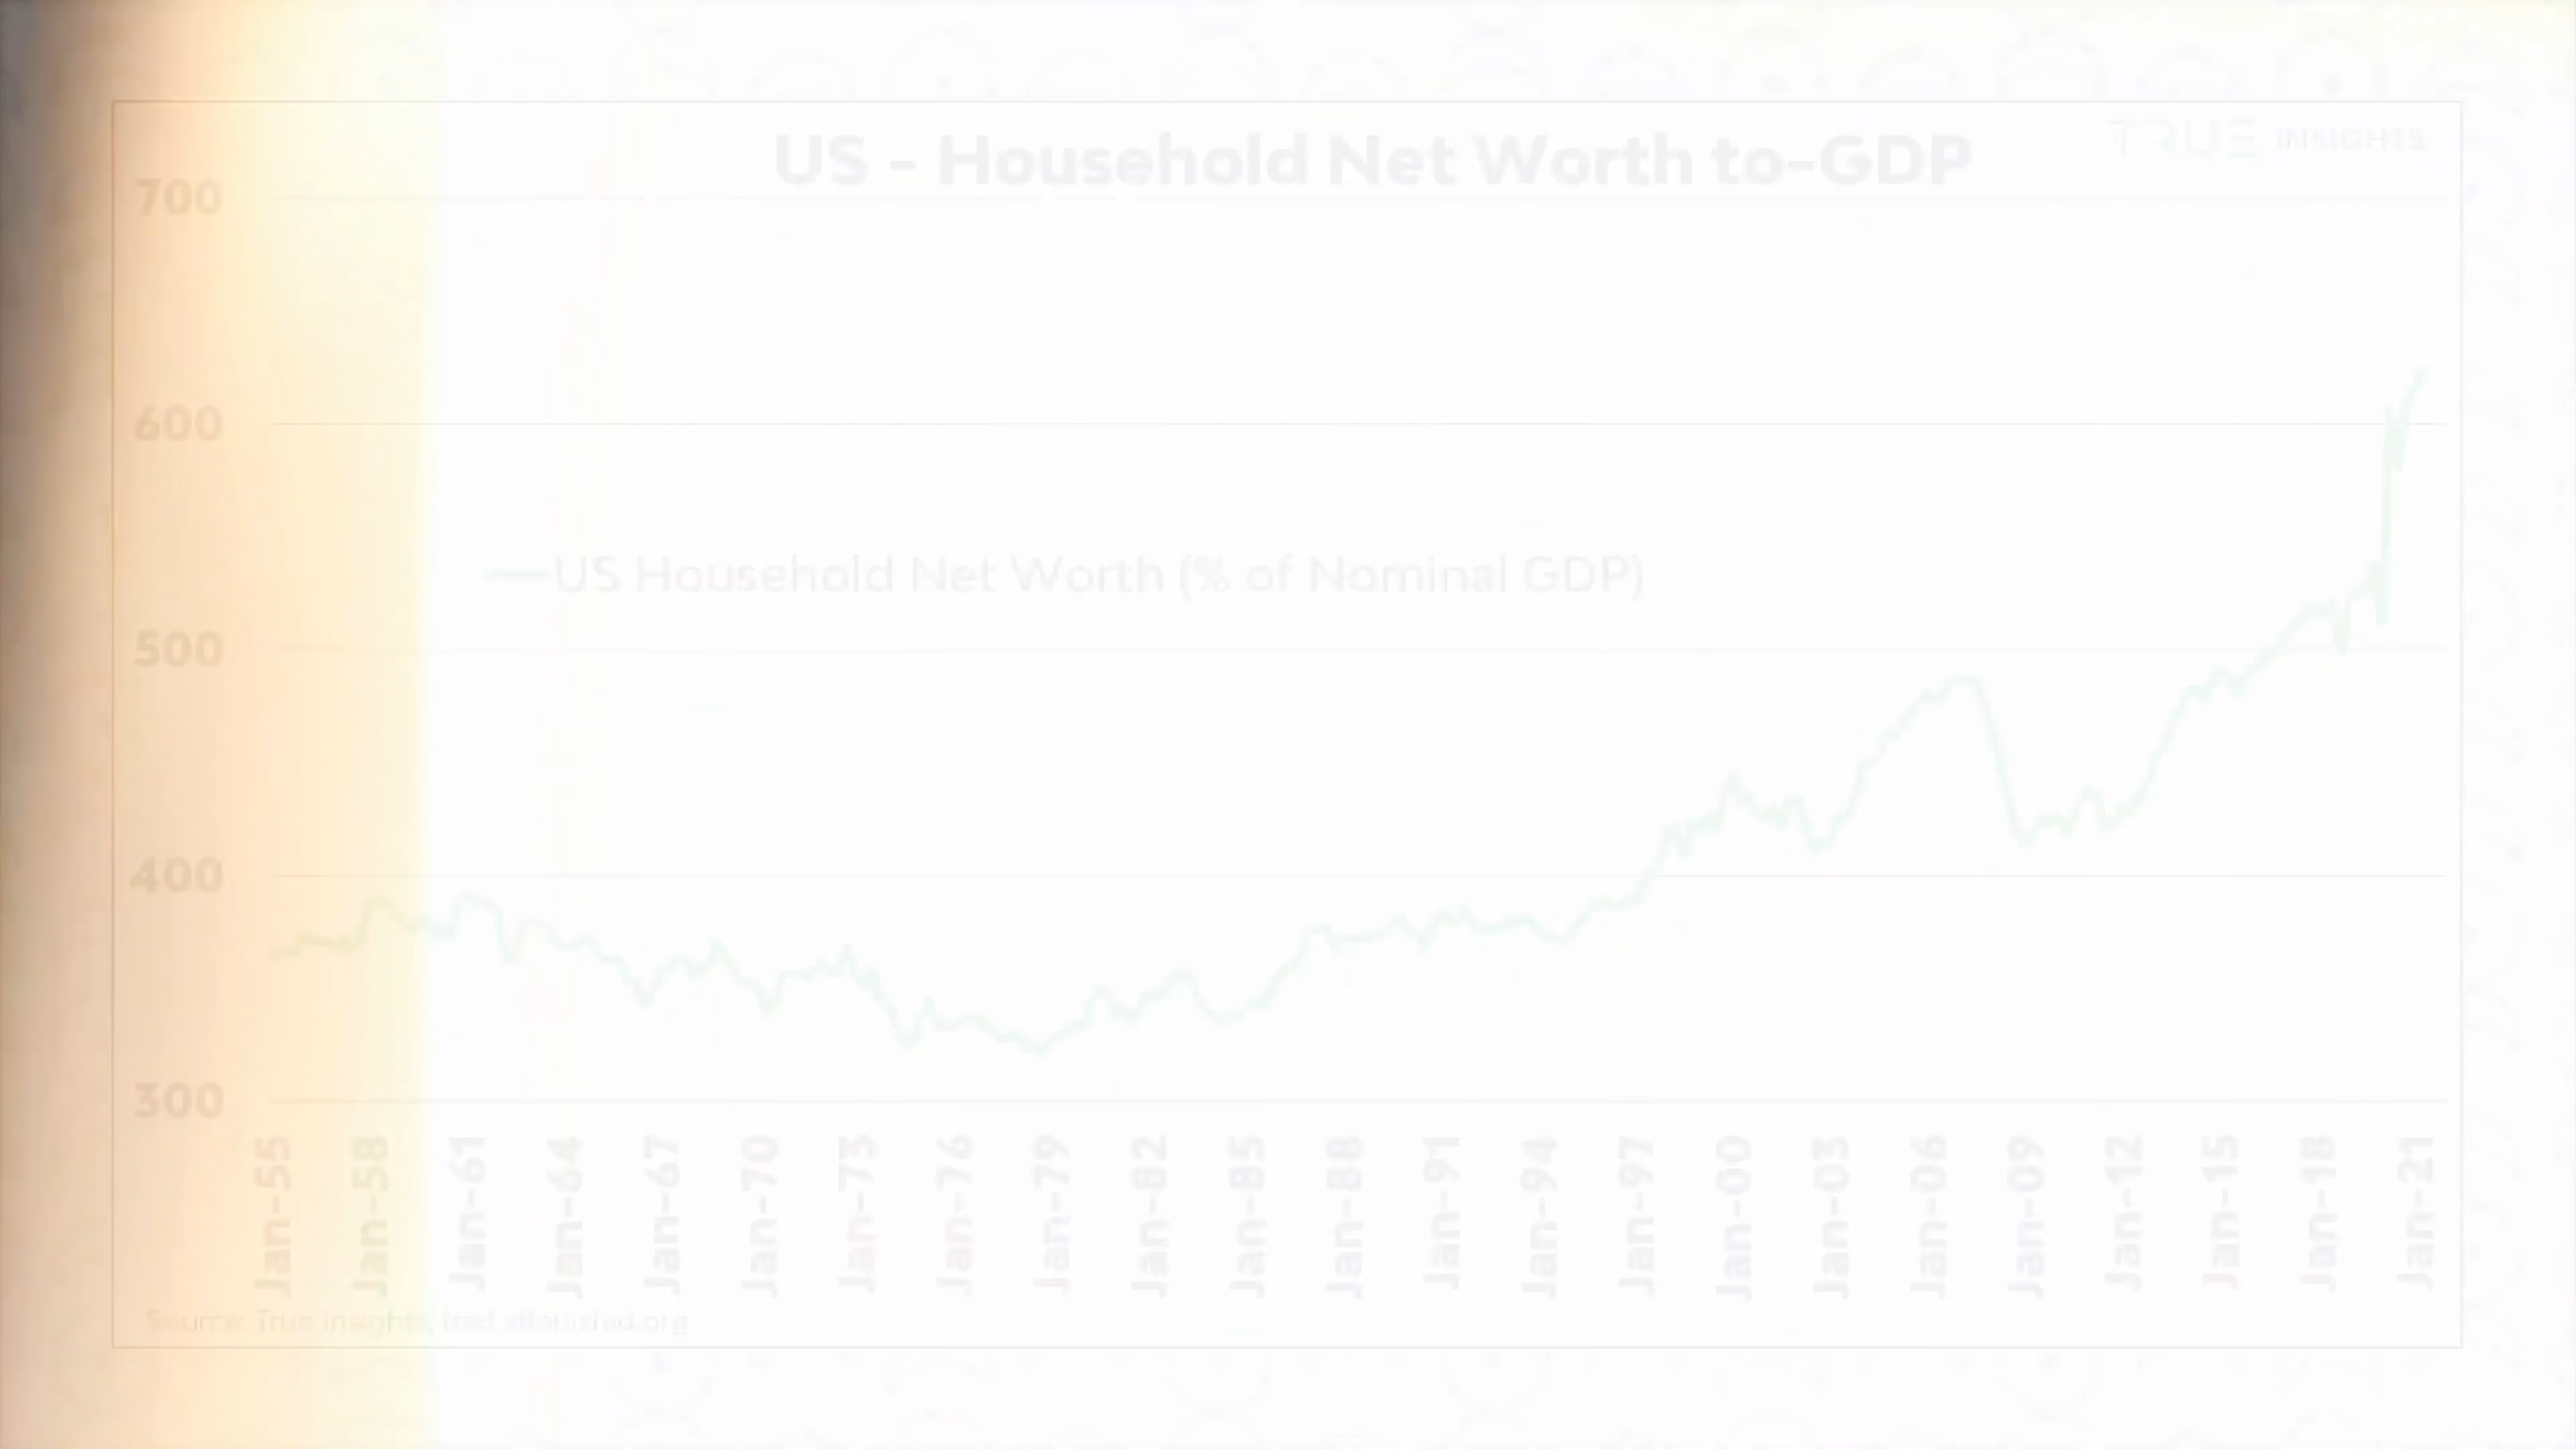 US - Household Net Worth to-GDP
TRUE INSIGHTS
700
600
US Household Net Worth (% of Nominal GDP)
500
400
300
Jan-55
Jan-58
Jan-61
Jan-64
Jan-67
Jan-70
Jan-73
Jan-76
Jan-79
Jan-82
Jan-85
Jan-88
Jan-91
Jan-94
Jan-97
Jan-00
Jan-03
Jan-06
Jan-09
Jan-12
Jan-15
Jan-18
Jan-21
Source: True Insights,